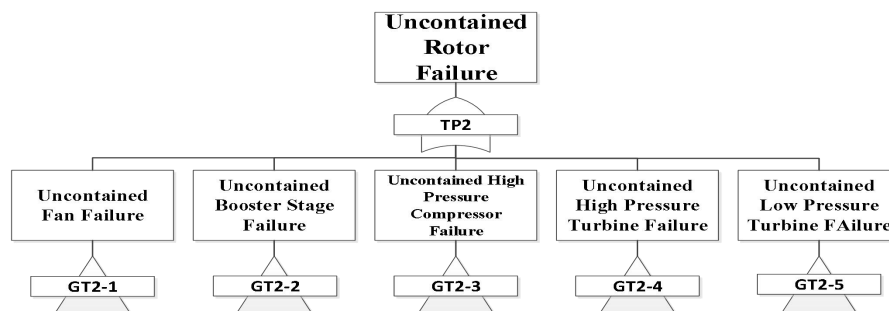 Uncontained
Rotor
Failure
TP2
Uncontained
Fan Failure
Uncontained
Booster Stage
Failure
Uncontained High
Pressure
Compressor
Failure
Uncontained
High Pressure
Turbine Failure
Uncontained
Low Pressure
Turbine FAilure
GT2-1
GT2-2
GT2-3
GT2-4
GT2-5